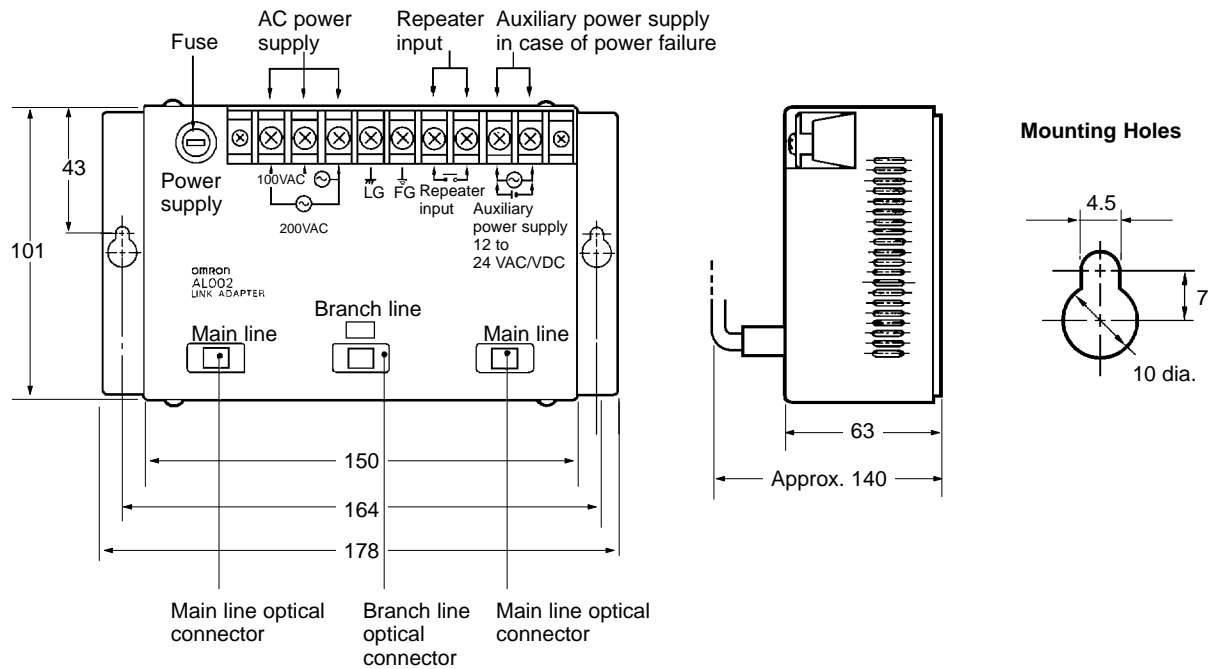 AC power
supply
Repeater
input
Auxiliary power supply
in case of power failure
Fuse
Mounting Holes
43
Power
supply
100VAC
200VAC
LG
FG
Repeater
input
Auxiliary
power supply
12 to
24 VAC/VDC
4.5
101
7
OMRON
AL002
LINK ADAPTER
Branch line
Main line
Main line
10 dia.
150
63
164
Approx. 140
178
Main line optical
connector
Branch line
optical
connector
Main line optical
connector